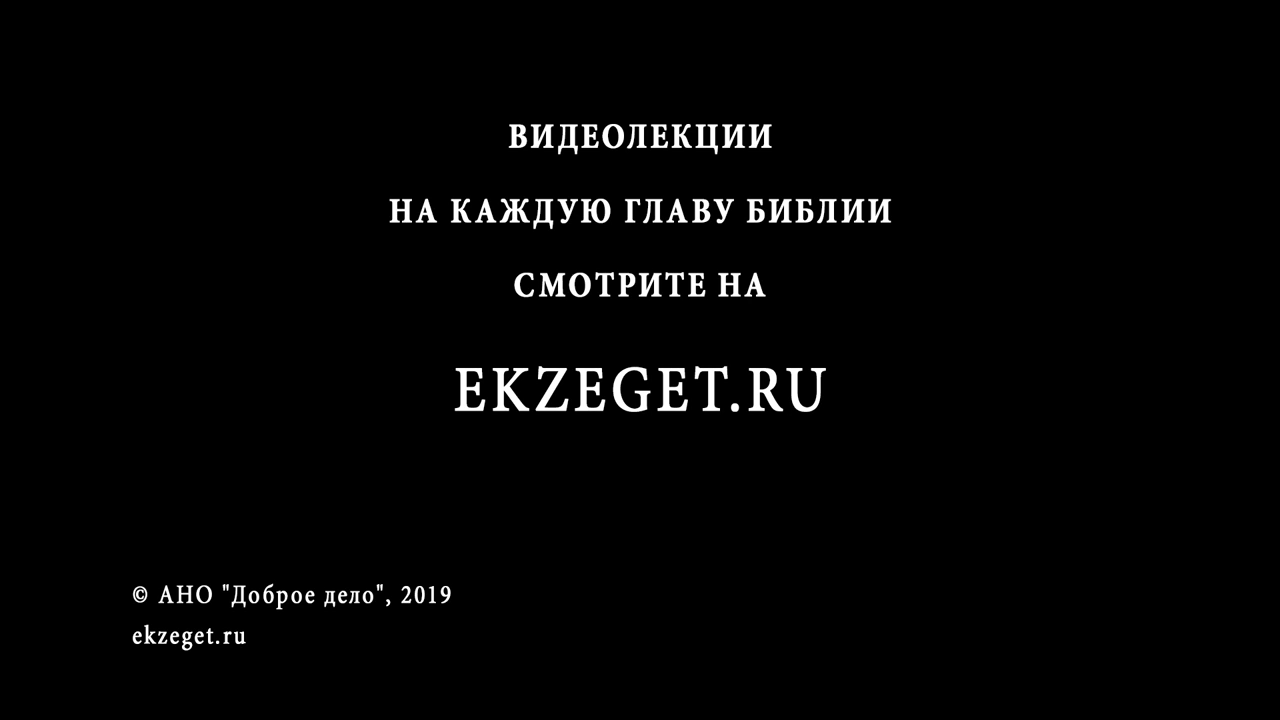 ВИДЕОЛЕКЦИИ
НА КАЖДУЮ ГЛАВУ БИБЛИИ
СМОТРИТЕ НА
EKZEGET.RU
© АНО "Доброе дело", 2019
ekzeget.ru